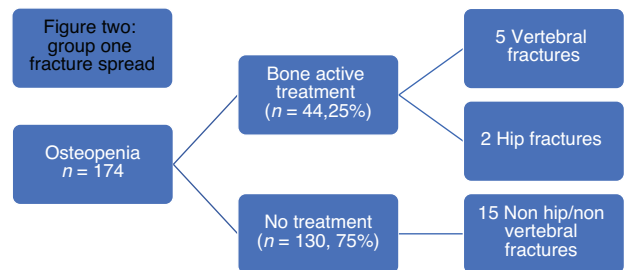 Figure two:
group one
fracture spread
Osteopenia
n = 174
Bone active
treatment
(n = 44,25%)
No treatment
(n = 130, 75%)
5 Vertebral
fractures
2 Hip fractures
15 Non hip/non
vertebral
fractures